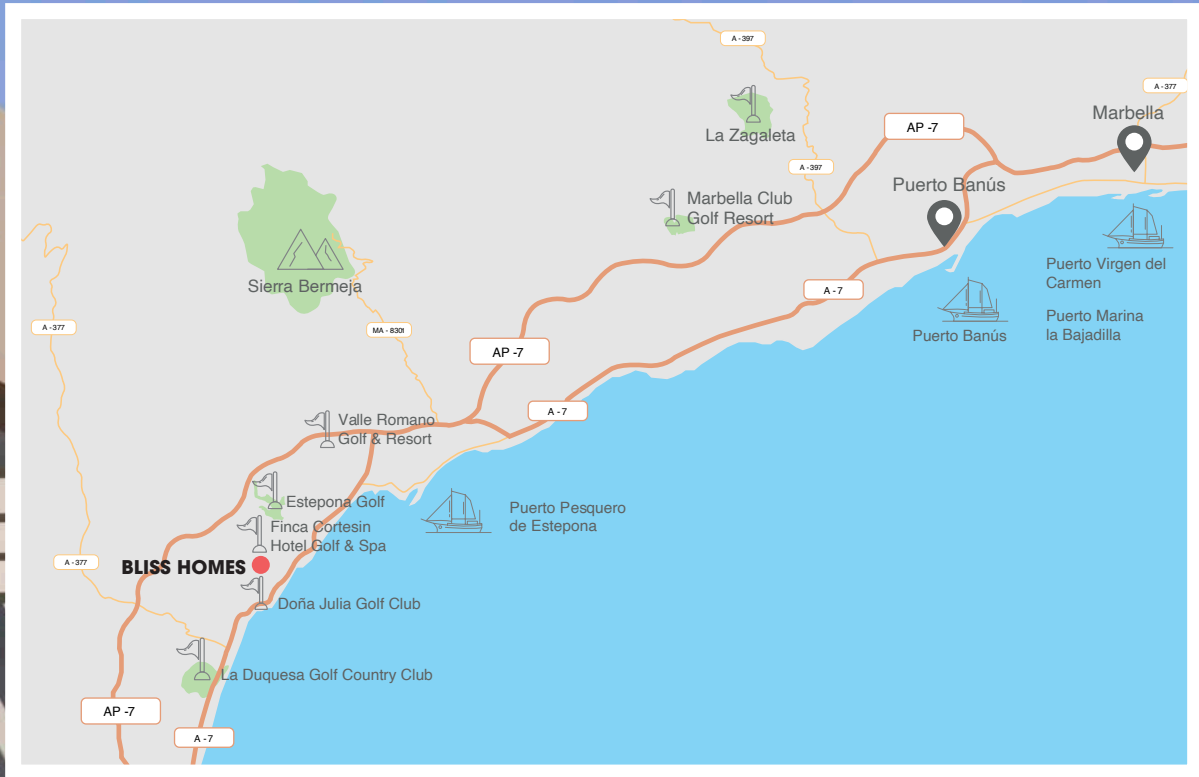 A - 397
A - 377
Marbella
AP -7
La Zagaleta
A - 397
Puerto Banús
Marbella Club
Golf Resort
Puerto Virgen del
Carmen
Sierra Bermeja
A - 7
Puerto Marina
la Bajadilla
Puerto Banús
A - 377
MA - 8301
AP -7
A - 7
Valle Romano
Golf & Resort
Estepona Golf
Puerto Pesquero
de Estepona
Finca Cortesin
Hotel Golf & Spa
A - 377
BLISS HOMES
Doña Julia Golf Club
La Duquesa Golf Country Club
AP -7
A - 7